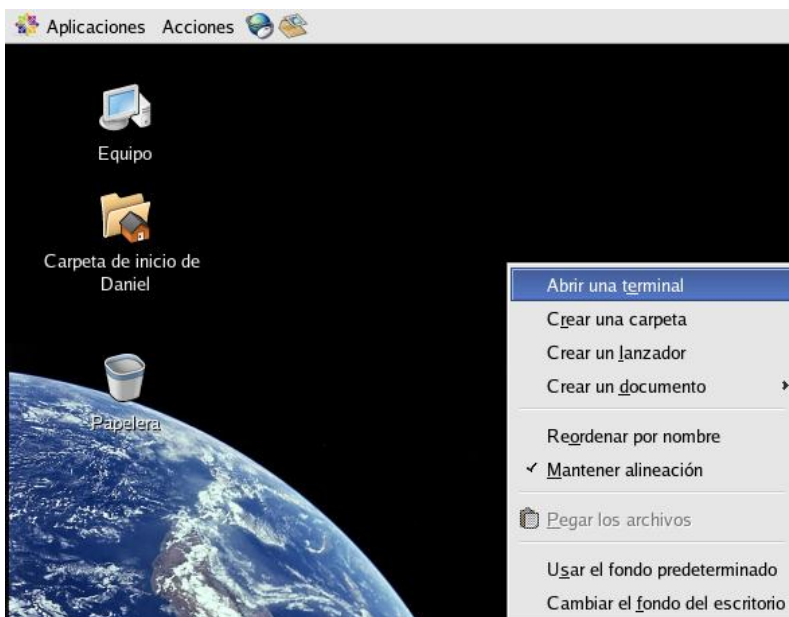 Aplicaciones Acciones
Equipo
Carpeta de inicio de
Daniel
Papelera
Abrir una terminal
Crear una carpeta
Crear un lanzador
Crear un documento
Reordenar por nombre
Mantener alineación
Pegar los archivos
Usar el fondo predeterminado
Cambiar el fondo del escritorio